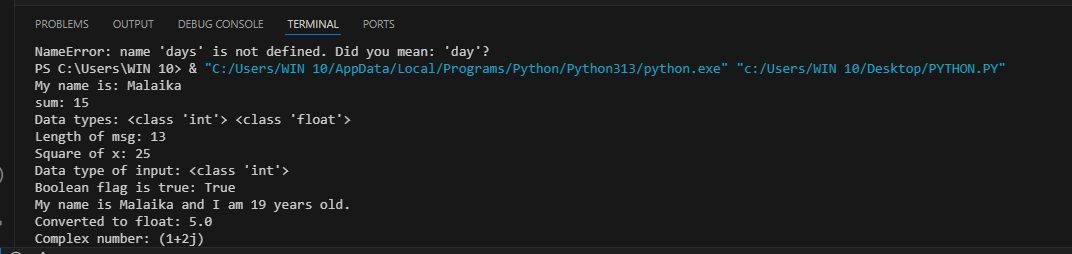 PROBLEMS OUTPUT DEBUG CONSOLE TERMINAL PORTS
NameError: name 'days' is not defined. Did you mean: 'day'?
PS C:\Users\WIN 10> & "C:/Users/WIN 10/AppData/Local/Programs/Python/Python313/python.exe" "c:/Users/WIN 10/Desktop/PYTHON.PY"
My name is: Malaika
sum: 15
Data types: <class 'int'> <class 'float'>
Length of msg: 13
Square of x: 25
Data type of input: <class 'int'>
Boolean flag is true: True
My name is Malaika and I am 19 years old.
Converted to float: 5.0
Complex number: (1+2j)